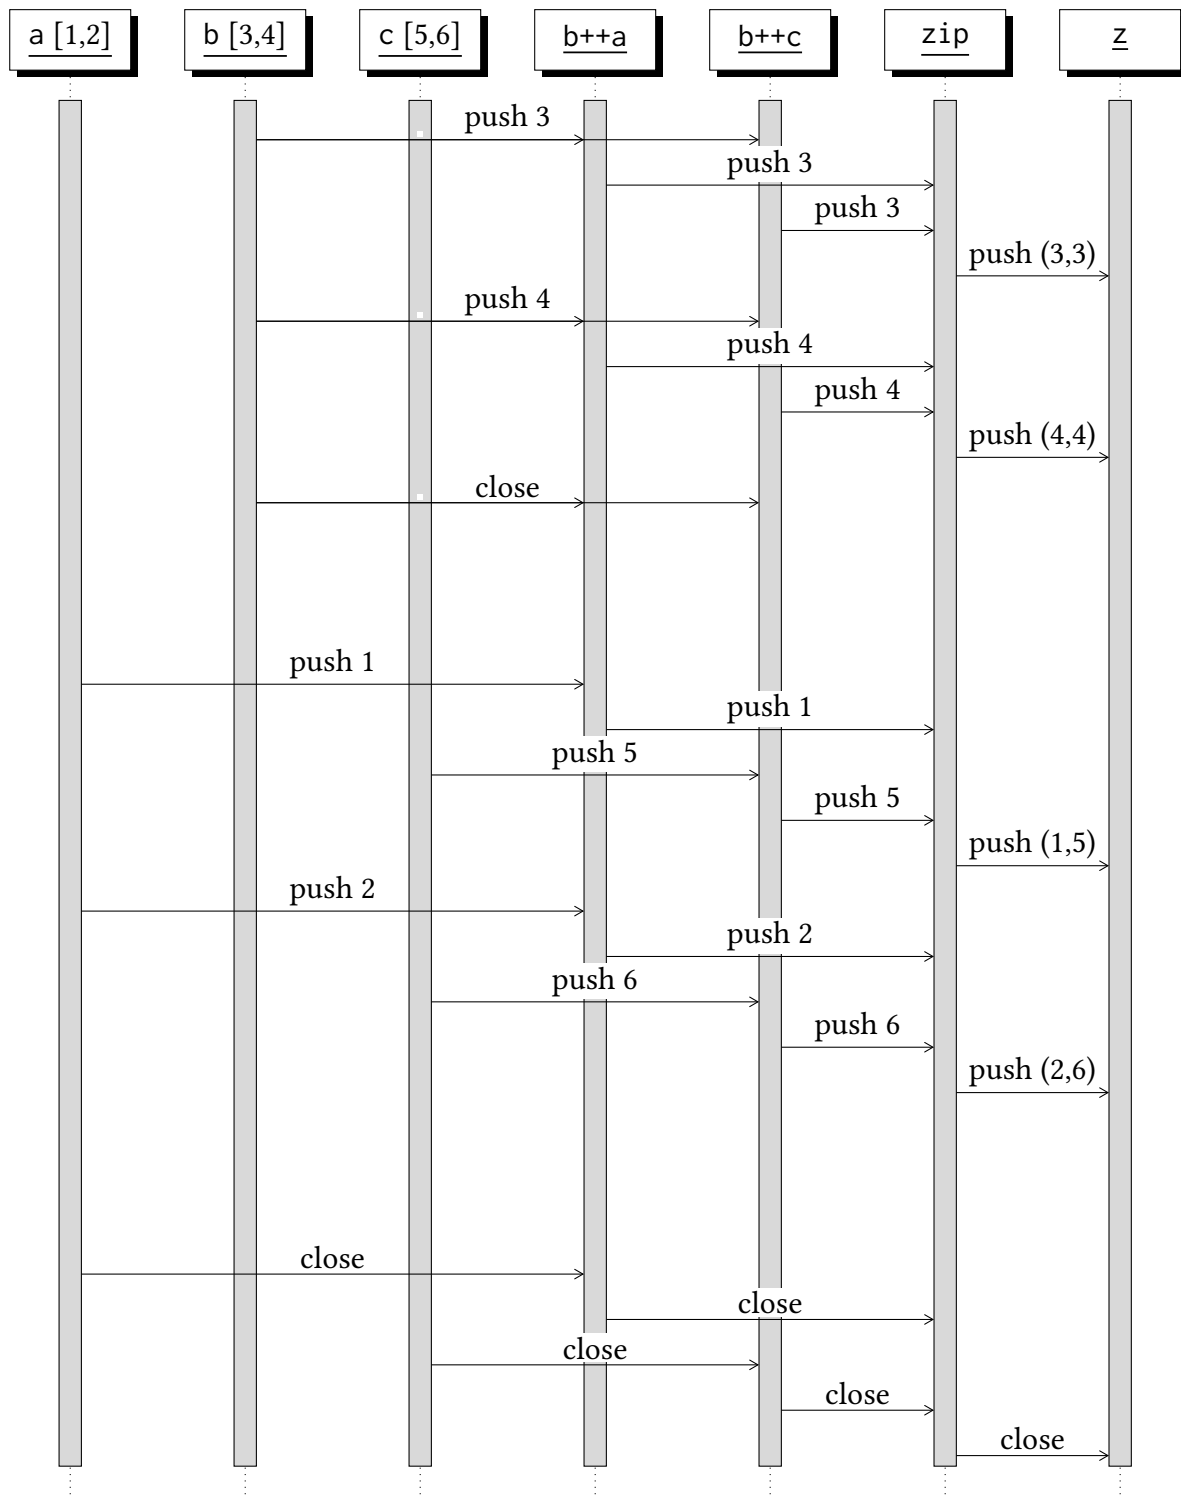 a [1,2]
b [3,4]
c [5,6]
b++a
b++c
zip
z
push 3
push 3
push 3
push (3,3)
push 4
push 4
push 4
push (4,4)
close
push 1
push 1
push 5
push 5
push (1,5)
push 2
push 2
push 6
push 6
push (2,6)
close
close
close
close
close